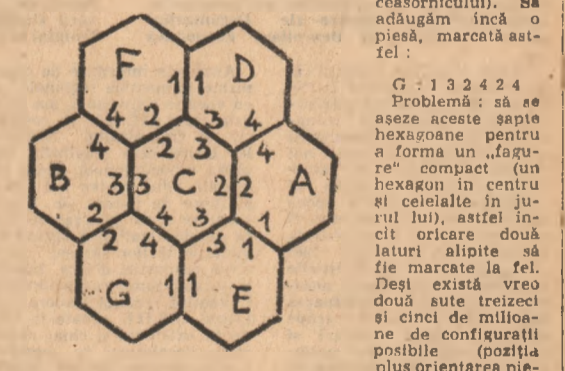 F
D
1 1
4 2 3 4
4 2 3 4
B 3 3 C 2 2 A
2 4 3 1
2 4 3 1
G 1 1 E
ceasornicului). Să
adăugăm încă o
piesă, marcată ast-
fel :
G : 1 3 2 4 2 4
Problemă : să se
așeze aceste șapte
hexagoane pentru
a forma un „fagu-
re" compact (un
hexagon în centru
și celelalte în ju-
rul lui), astfel în-
cît oricare două
laturi alipite să
fie marcate la fel.
Deși există vreo
două sute treizeci
și cinci de milioa-
ne de configurații
posibile (poziția
plus orientarea pie-